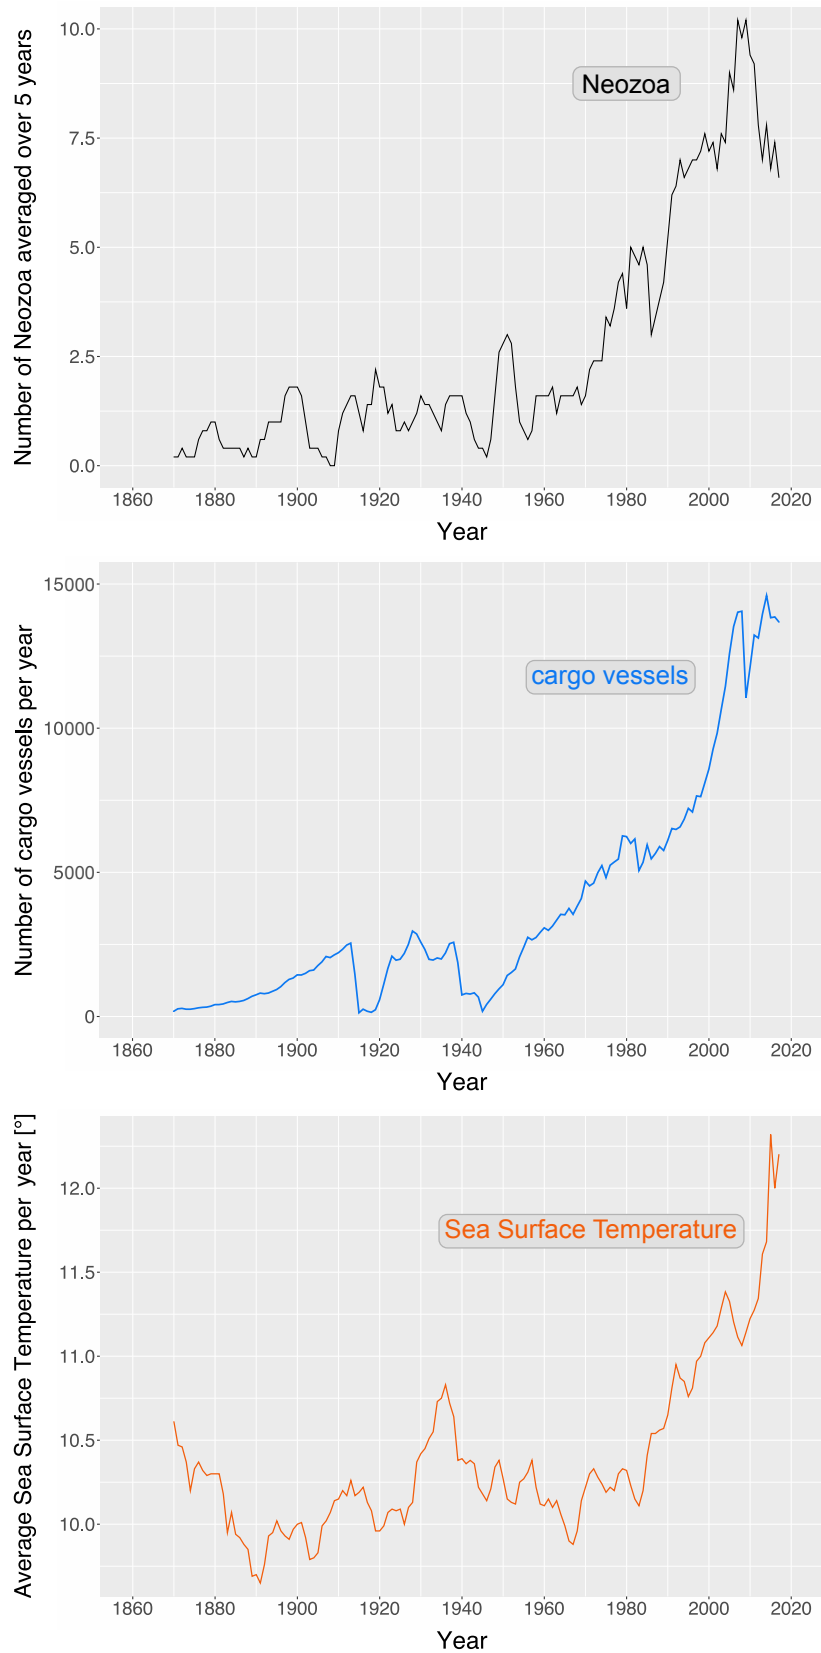 Number of Neozoa averaged over 5 years
10.0
7.5
5.0
2.5
0.0
Neozoa
1860 1880 1900 1920 1940 1960 1980 2000 2020
Year
Number of cargo vessels per year
15000
10000
5000
0
cargo vessels
1860 1880 1900 1920 1940 1960 1980 2000 2020
Year
Average Sea Surface Temperature per year [°]
12.0
11.5
11.0
10.5
10.0
Sea Surface Temperature
1860 1880 1900 1920 1940 1960 1980 2000 2020
Year